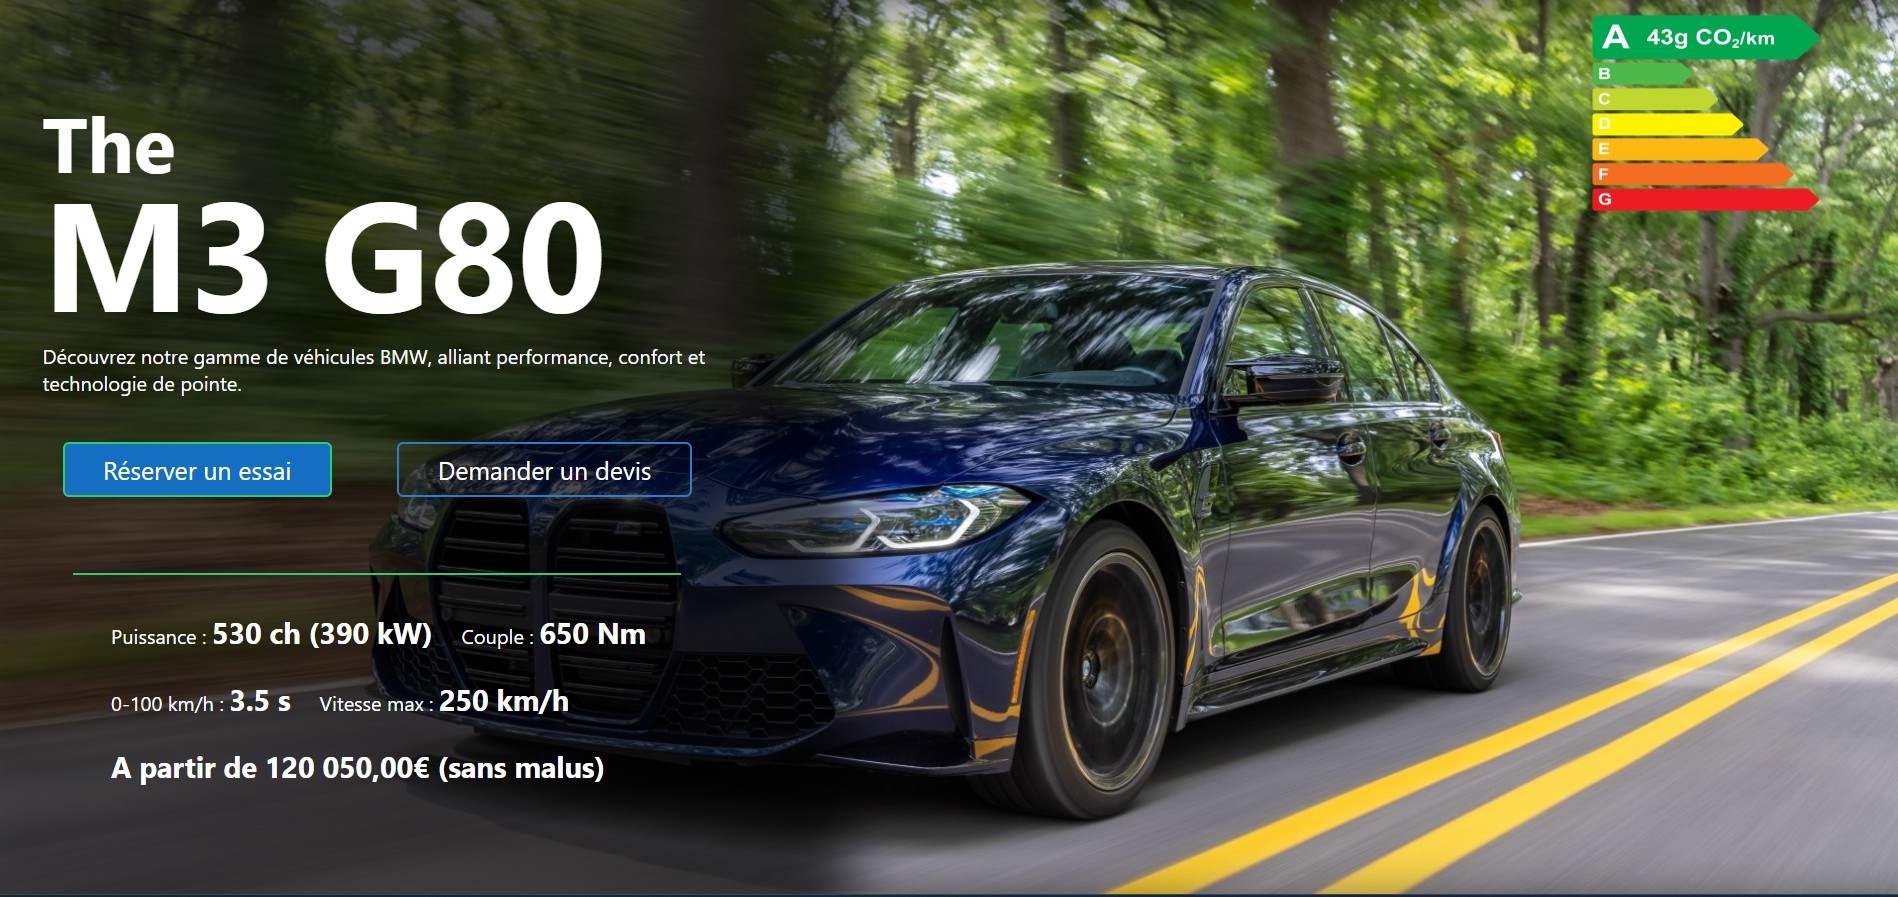 The
M3 G80
Découvrez notre gamme de véhicules BMW, alliant performance, confort et
technologie de pointe.
Réserver un essai
Demander un devis
Puissance : 530 ch (390 kW) Couple : 650 Nm
0-100 km/h : 3.5 s Vitesse max : 250 km/h
A partir de 120 050,00€ (sans malus)
A 43g CO₂/km
B
C
D
E
F
G